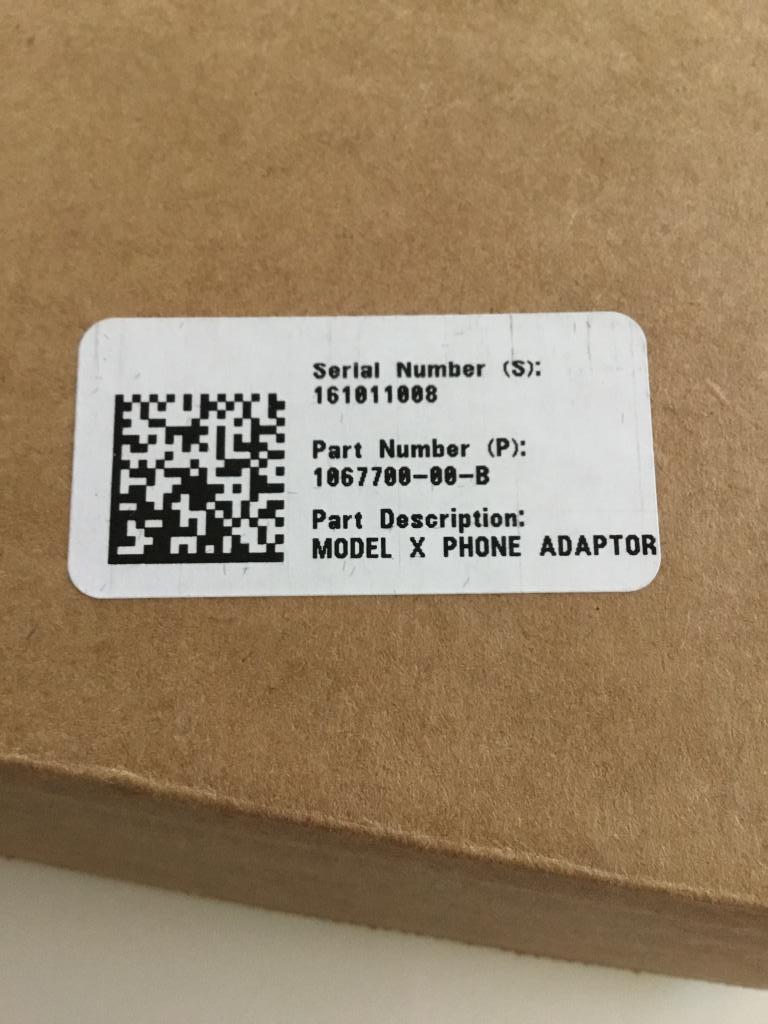 Serial Number (S):
161011008
Part Number (P):
1067700-00-B
Part Description:
MODEL X PHONE ADAPTOR